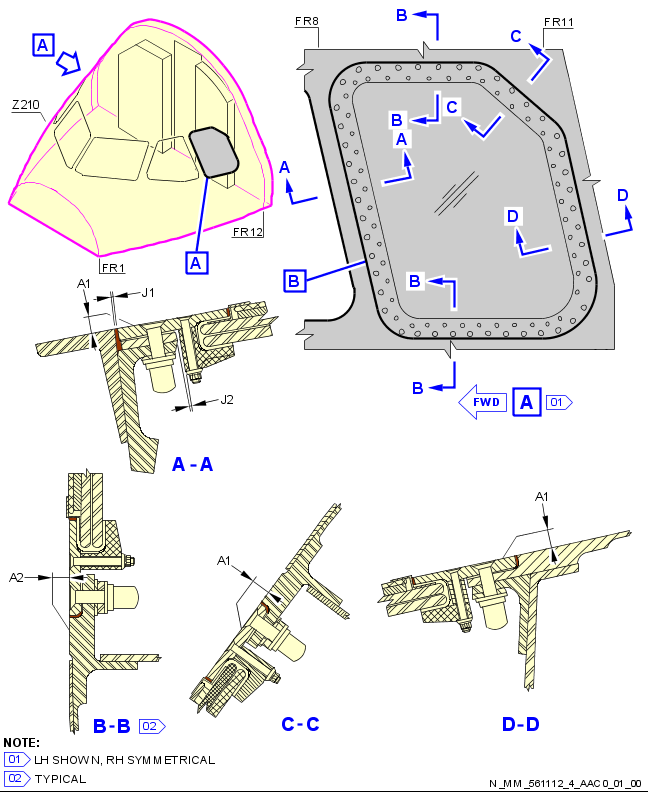 FR8
FR11
B
C
A
Z210
B
C
A
A
D
D
FR12
A
B
B
FR1
A1
J1
B
FWD
A
01
J2
A-A
A1
A1
A2
B-B
02
C-C
D-D
NOTE:
01 LH SHOWN, RH SYMMETRICAL
02 TYPICAL
N_MM_561112_4_AAC0_01_00